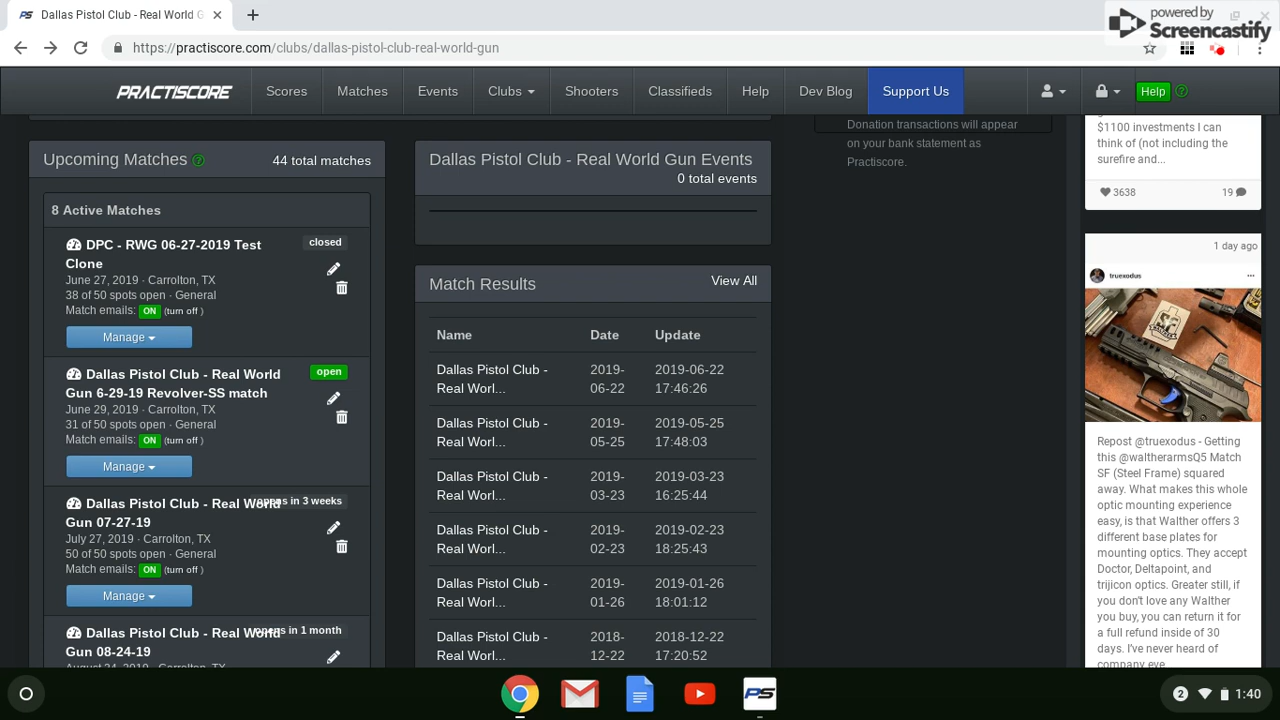 Dallas Pistol Club - Real World G
powered by
Screencastify
https://practiscore.com/clubs/dallas-pistol-club-real-world-gun
PRACTISCORE
Scores
Matches
Events
Clubs
Shooters
Classifieds
Help
Dev Blog
Support Us
Help
Upcoming Matches
44 total matches
8 Active Matches
DPC - RWG 06-27-2019 Test
Clone
closed
June 27, 2019 · Carrolton, TX
38 of 50 spots open · General
Match emails: ON (turn off )
Manage
Dallas Pistol Club - Real World
Gun 6-29-19 Revolver-SS match
open
June 29, 2019 · Carrolton, TX
31 of 50 spots open · General
Match emails: ON (turn off )
Manage
Dallas Pistol Club - Real World
Gun 07-27-19
opens in 3 weeks
July 27, 2019 · Carrolton, TX
50 of 50 spots open · General
Match emails: ON (turn off )
Manage
Dallas Pistol Club - Real World
Gun 08-24-19
opens in 1 month
August 24, 2019 · Carrolton, TX
Dallas Pistol Club - Real World Gun Events
0 total events
Match Results
View All
Name Date Update
Dallas Pistol Club - 2019- 2019-06-22
Real Worl... 06-22 17:46:26
Dallas Pistol Club - 2019- 2019-05-25
Real Worl... 05-25 17:48:03
Dallas Pistol Club - 2019- 2019-03-23
Real Worl... 03-23 16:25:44
Dallas Pistol Club - 2019- 2019-02-23
Real Worl... 02-23 18:25:43
Dallas Pistol Club - 2019- 2019-01-26
Real Worl... 01-26 18:01:12
Dallas Pistol Club - 2018- 2018-12-22
Real Worl... 12-22 17:20:52
Donation transactions will appear
on your bank statement as
Practiscore.
$1100 investments I can
think of (not including the
surefire and...
3638
19
1 day ago
truexodus
Repost @truexodus - Getting
this @waltherarmsQ5 Match
SF (Steel Frame) squared
away. What makes this whole
optic mounting experience
easy, is that Walther offers 3
different base plates for
mounting optics. They accept
Doctor, Deltapoint, and
trijicon optics. Greater still, if
you don't love any Walther
you buy, you can return it for
a full refund inside of 30
days. I've never heard of
company eve
PS
2
1:40